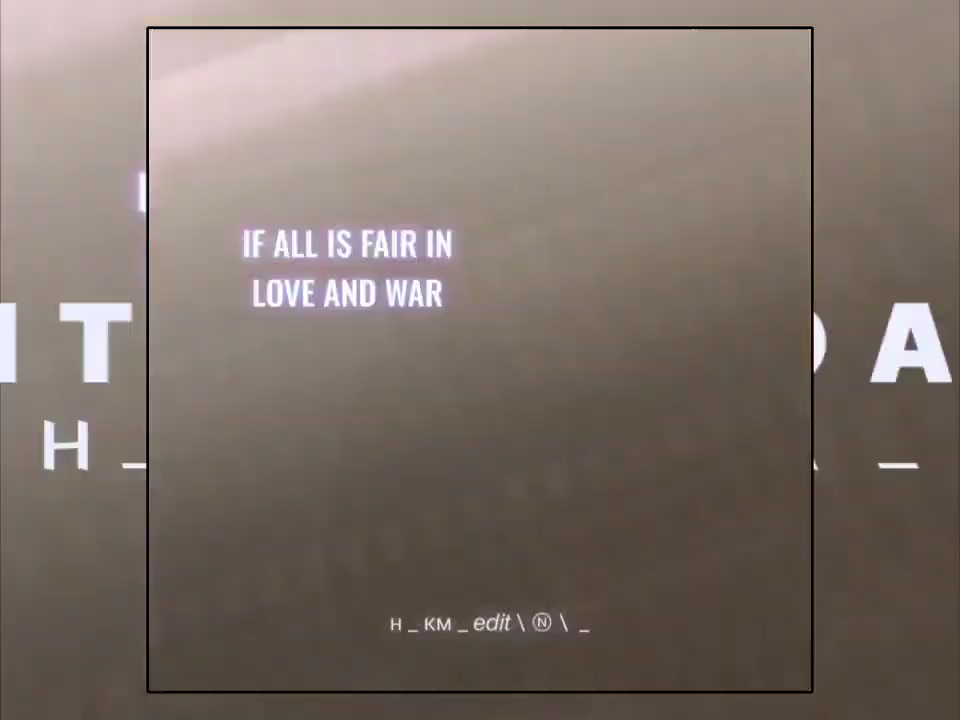 IF ALL IS FAIR IN
LOVE AND WAR
H _ KM _ edit \ Ⓝ \ _